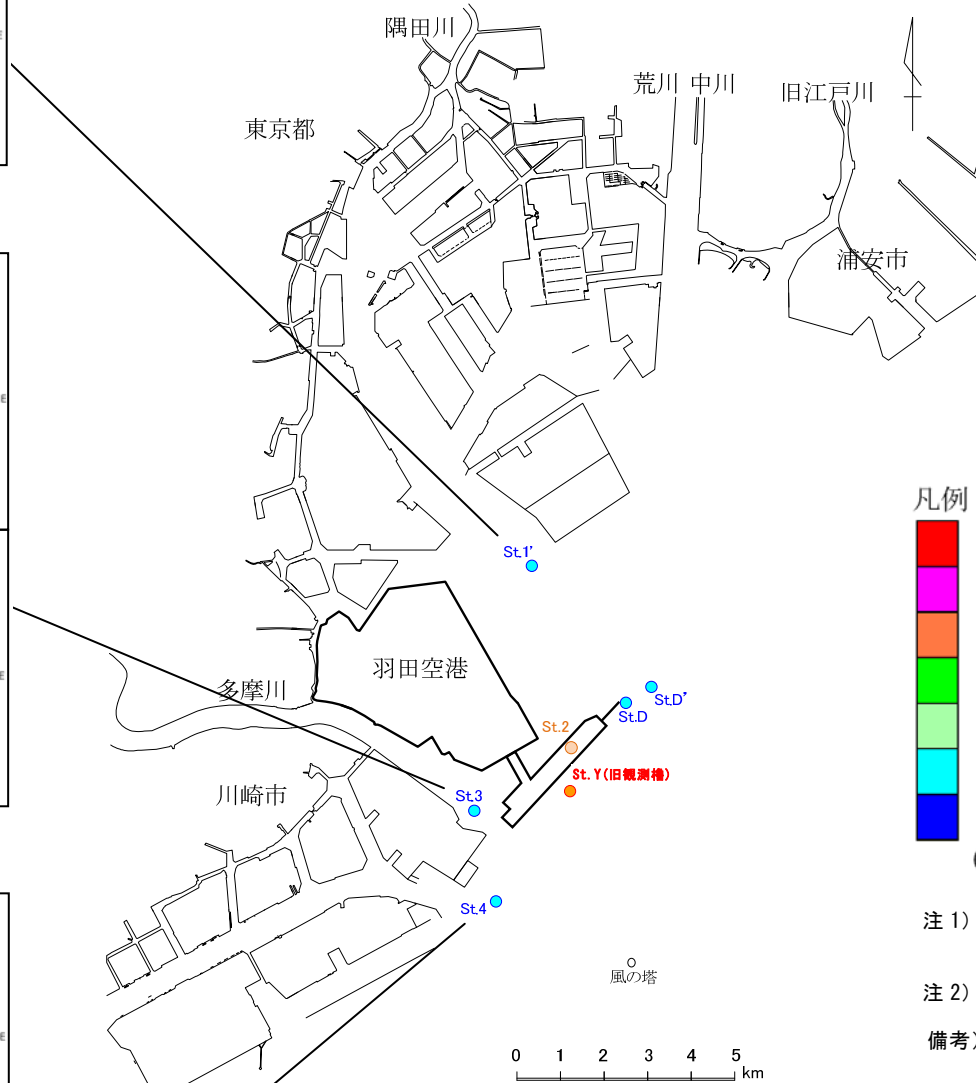 隅田川
荒川 中川
旧江戸川
東京都
浦安市
凡例
St.1'
羽田空港
多摩川
St.D'
St.D
St.2
St.Y(旧観測櫓)
川崎市
St.3
St.4
注 1)
風の塔
注 2)
備考)
0 1 2 3 4 5
km